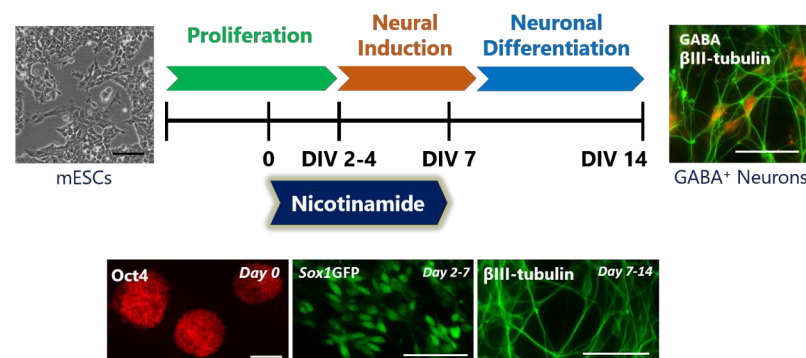 Proliferation
Neural
Induction
Neuronal
Differentiation
GABA
βIII-tubulin
0
DIV 2-4
DIV 7
DIV 14
mESCs
GABA⁺ Neurons
Nicotinamide
Oct4
Day 0
Sox1GFP
Day 2-7
βIII-tubulin
Day 7-14